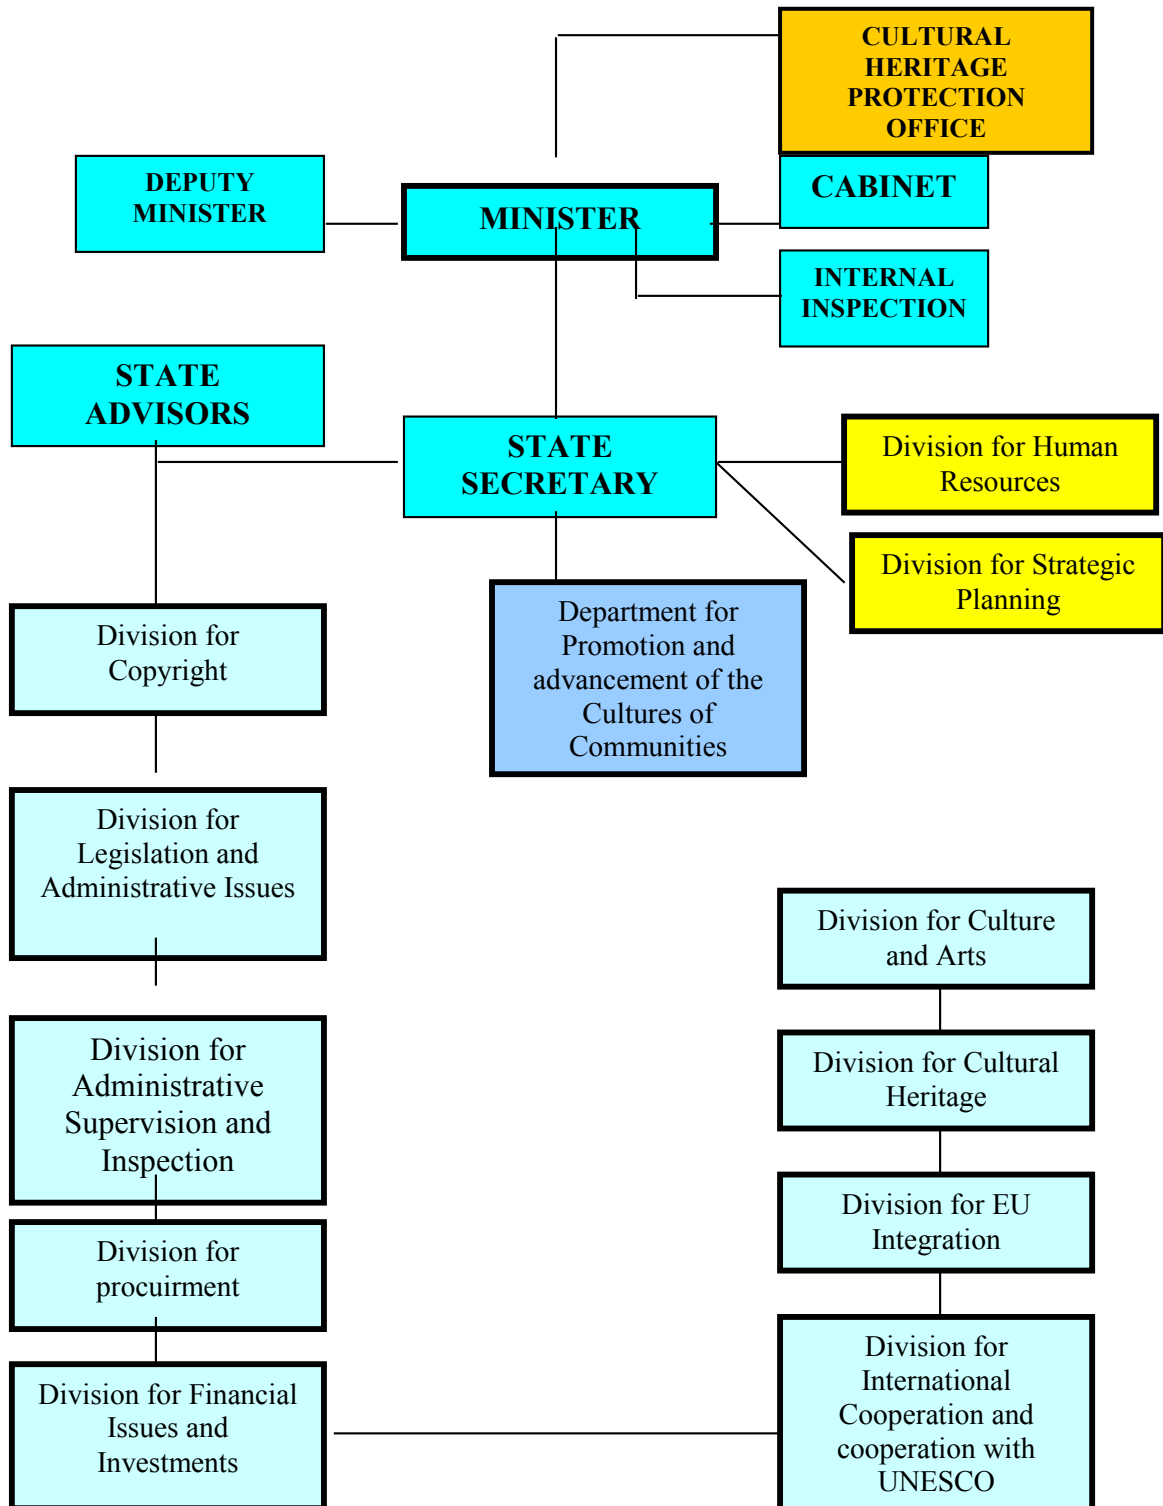 CULTURAL
HERITAGE
PROTECTION
OFFICE
DEPUTY
MINISTER
MINISTER
CABINET
INTERNAL
INSPECTION
STATE
ADVISORS
STATE
SECRETARY
Division for Human
Resources
Division for Strategic
Planning
Division for
Copyright
Department for
Promotion and
advancement of the
Cultures of
Communities
Division for
Legislation and
Administrative Issues
Division for Culture
and Arts
Division for
Administrative
Supervision and
Inspection
Division for Cultural
Heritage
Division for EU
Integration
Division for
procuirment
Division for Financial
Issues and
Investments
Division for
International
Cooperation and
cooperation with
UNESCO